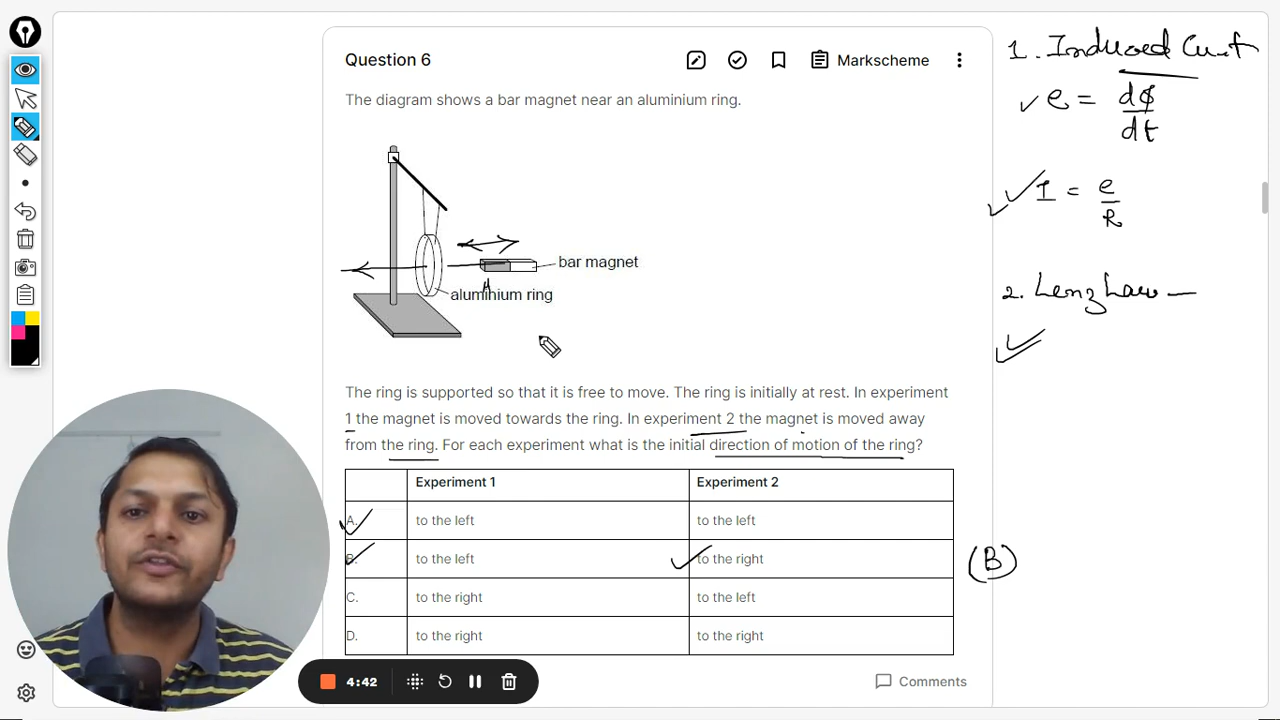 Question 6
Markscheme
The diagram shows a bar magnet near an aluminium ring.
bar magnet
aluminium ring
The ring is supported so that it is free to move. The ring is initially at rest. In experiment
1 the magnet is moved towards the ring. In experiment 2 the magnet is moved away
from the ring. For each experiment what is the initial direction of motion of the ring?
Experiment 1 Experiment 2
A. to the left to the left
B. to the left to the right
C. to the right to the left
D. to the right to the right
Comments
4:42
1. Induced
e = dϕ
dt
I = e
R
2. Lenz Law —
(B)